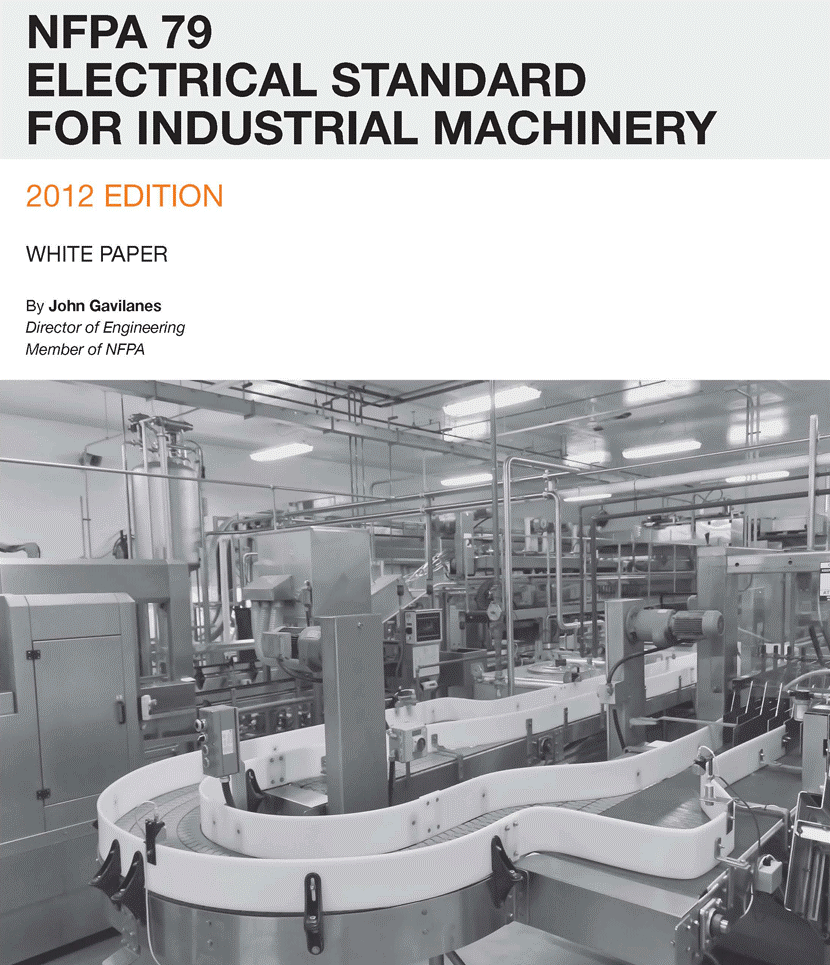 NFPA 79
ELECTRICAL STANDARD
FOR INDUSTRIAL MACHINERY
2012 EDITION
WHITE PAPER
By John Gavilanes
Director of Engineering
Member of NFPA